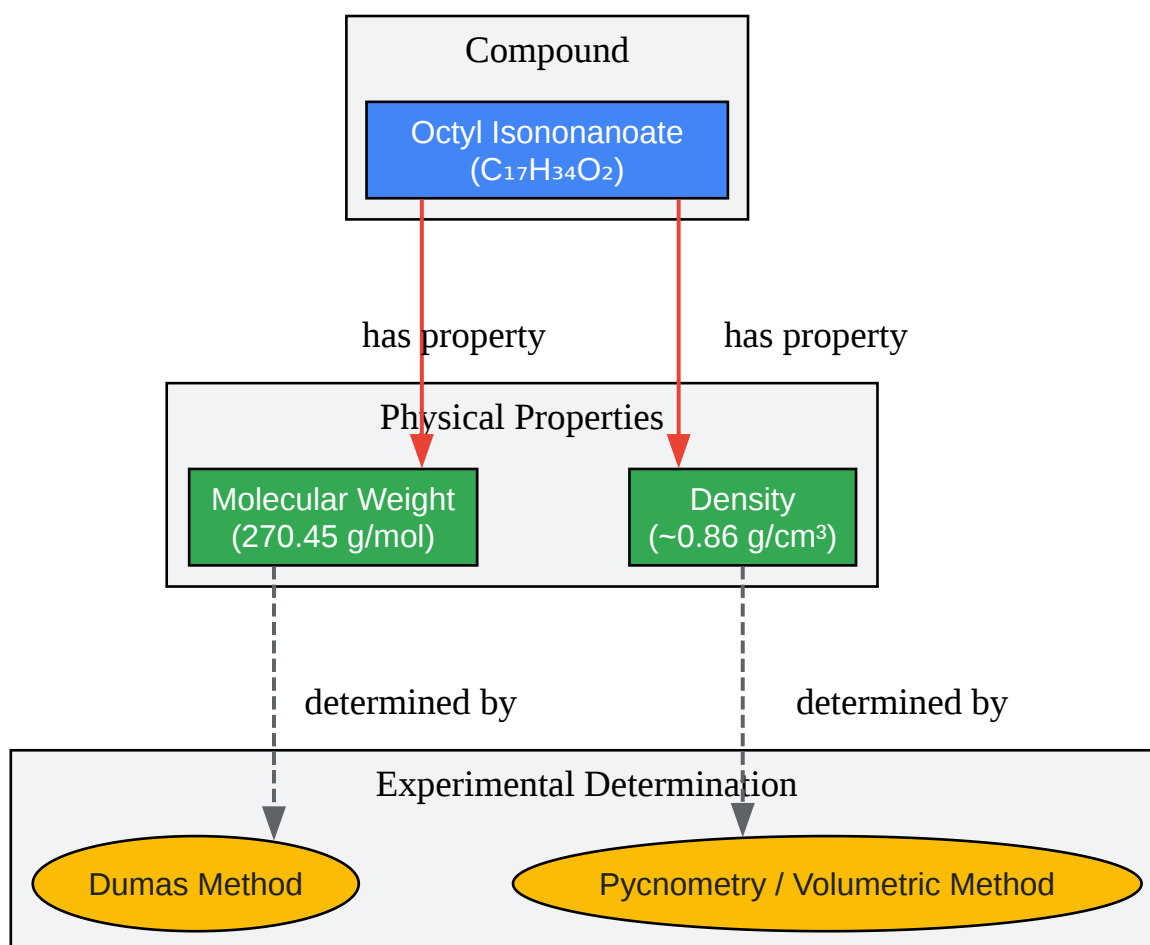 Compound
Octyl Isononanoate
(C₁₇H₃₄O₂)
has property
has property
Physical Properties
Molecular Weight
(270.45 g/mol)
Density
(~0.86 g/cm³)
determined by
determined by
Experimental Determination
Dumas Method
Pycnometry / Volumetric Method